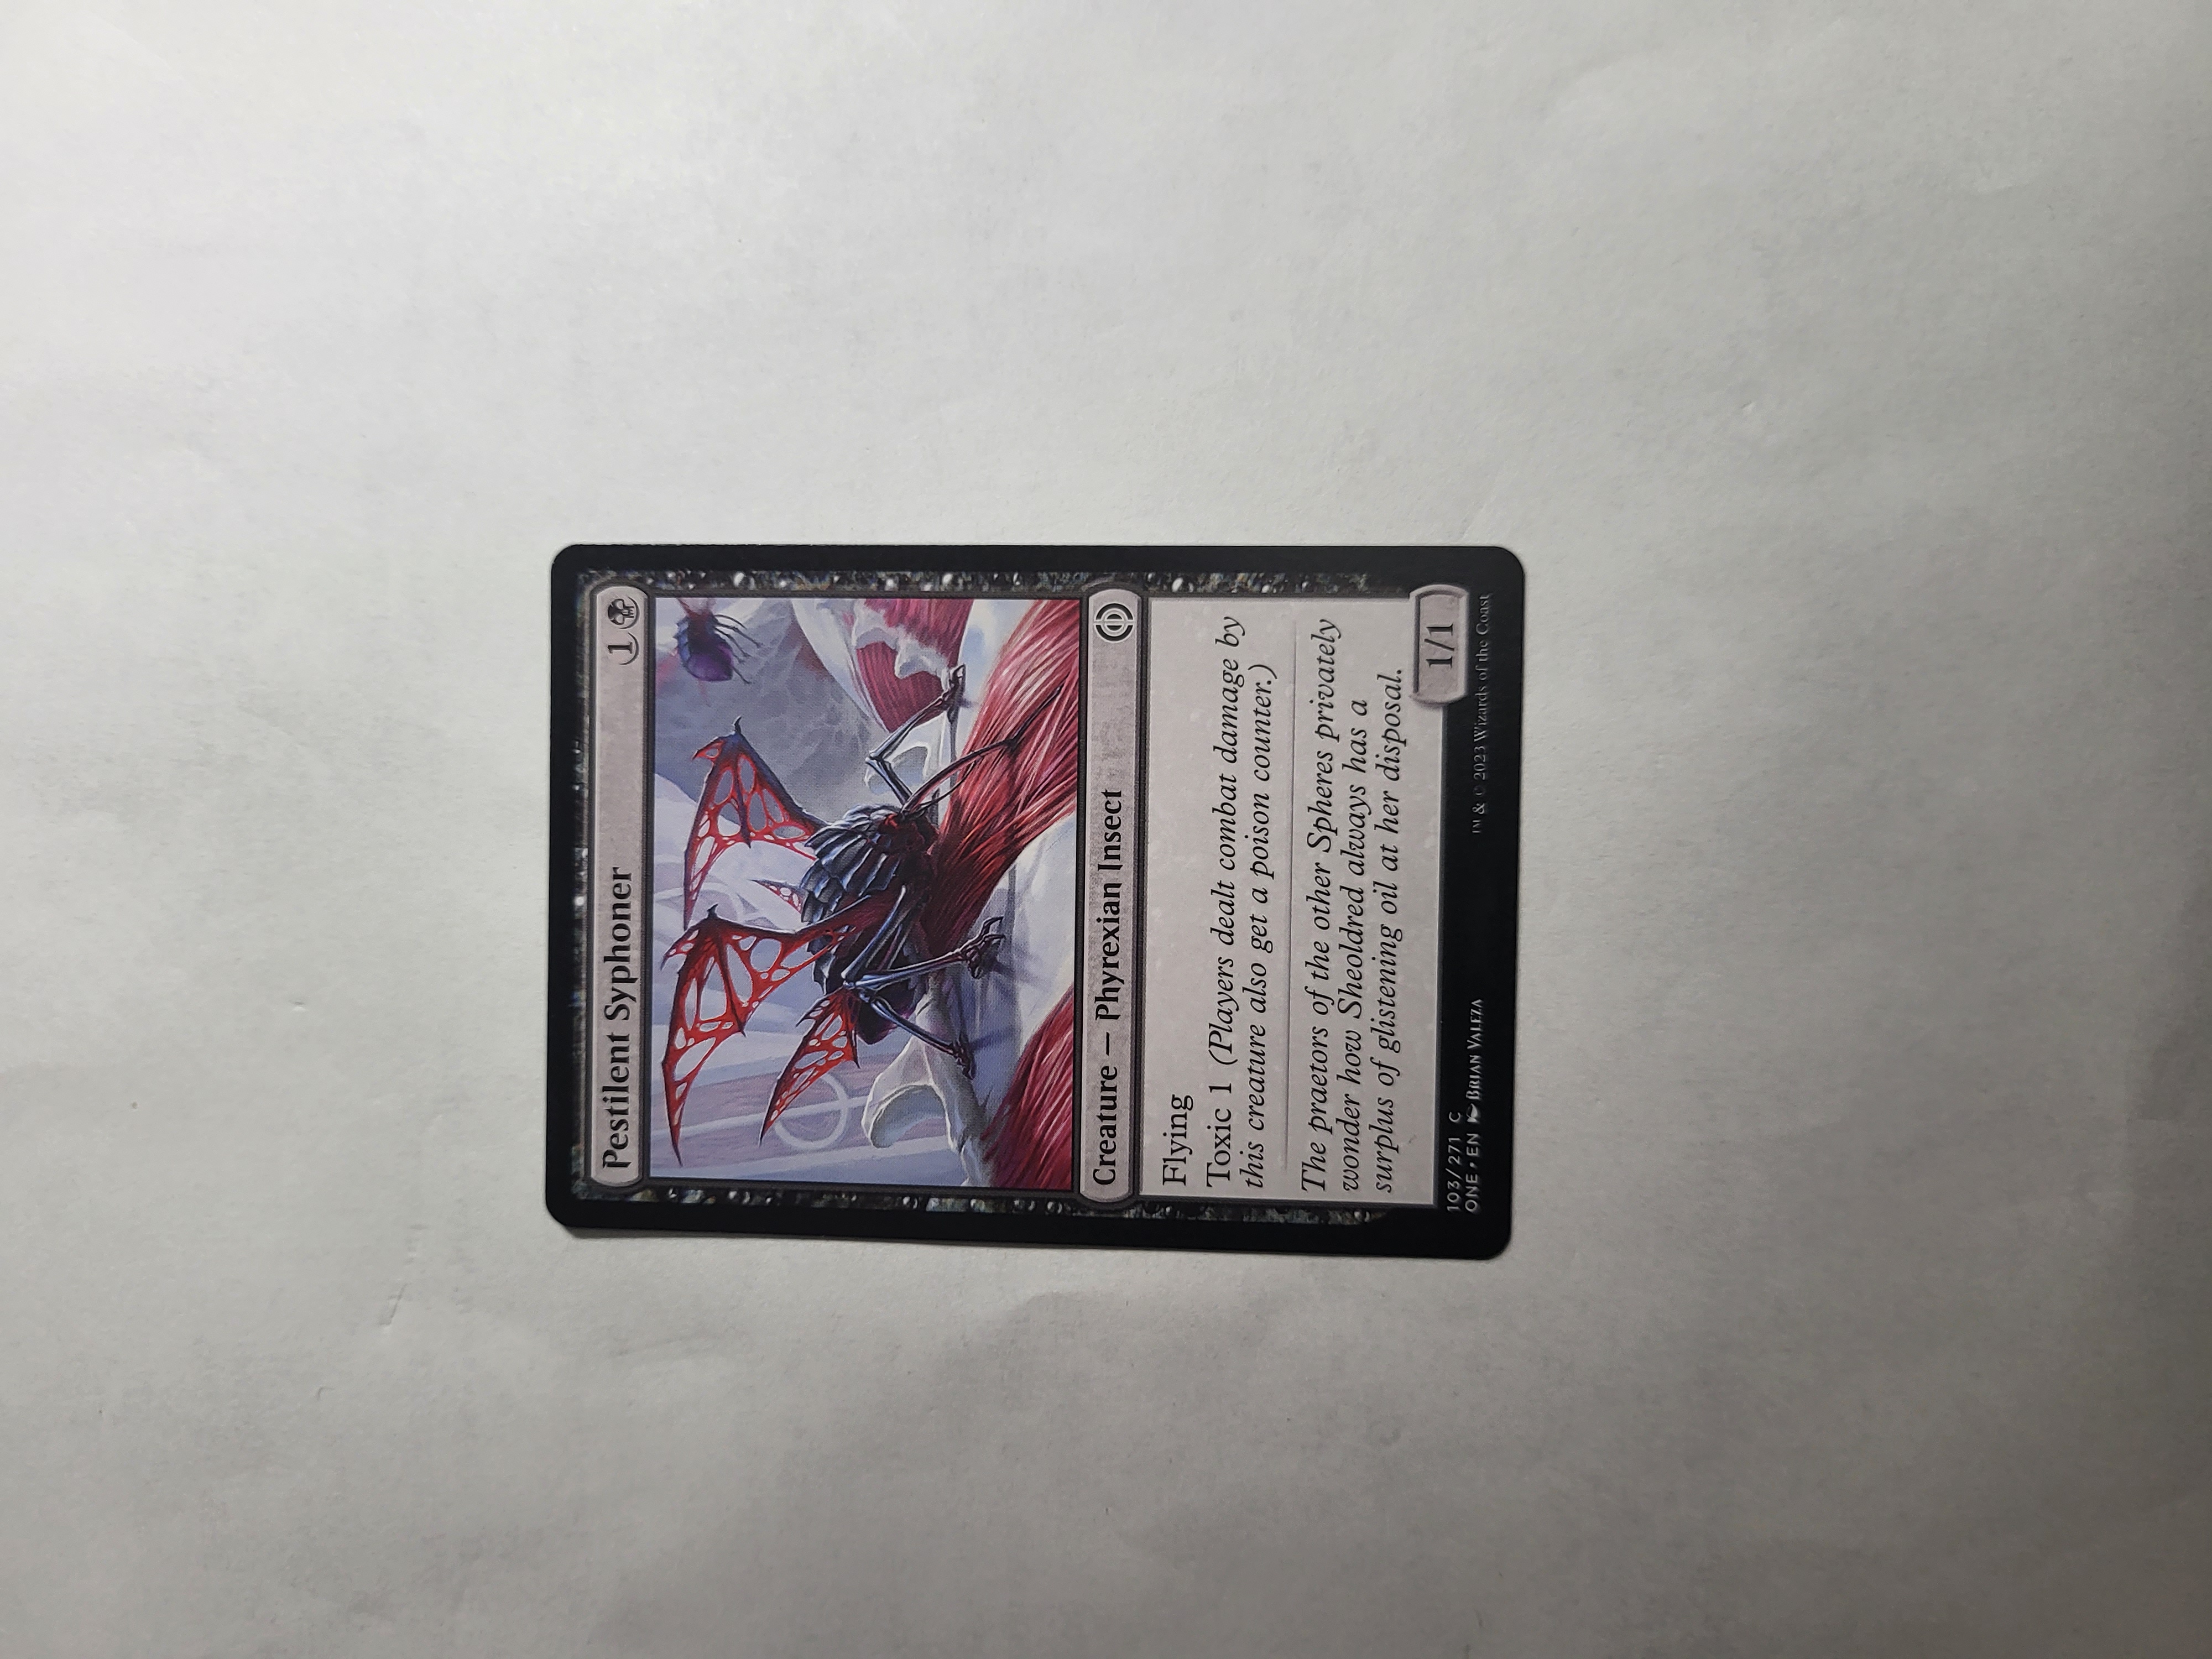 Pestilent Syphoner 1
Creature — Phyrexian Insect
Flying
Toxic 1 (Players dealt combat damage by
this creature also get a poison counter.)
The praetors of the other Spheres privately
wonder how Sheoldred always has a
surplus of glistening oil at her disposal.
1/1
103/271 C
ONE • EN Brian Valeza
™ & © 2023 Wizards of the Coast